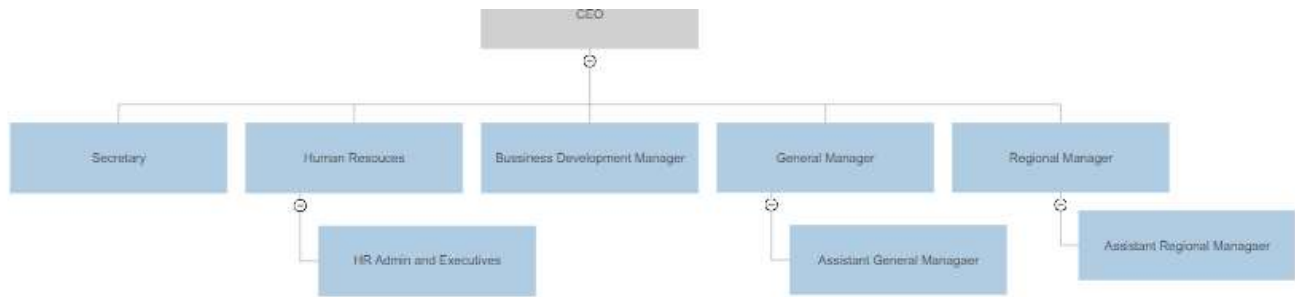 CEO
Secretary
Human Resouces
Bussiness Development Manager
General Manager
Regional Manager
HR Admin and Executives
Assistant General Managaer
Assistant Regional Managaer